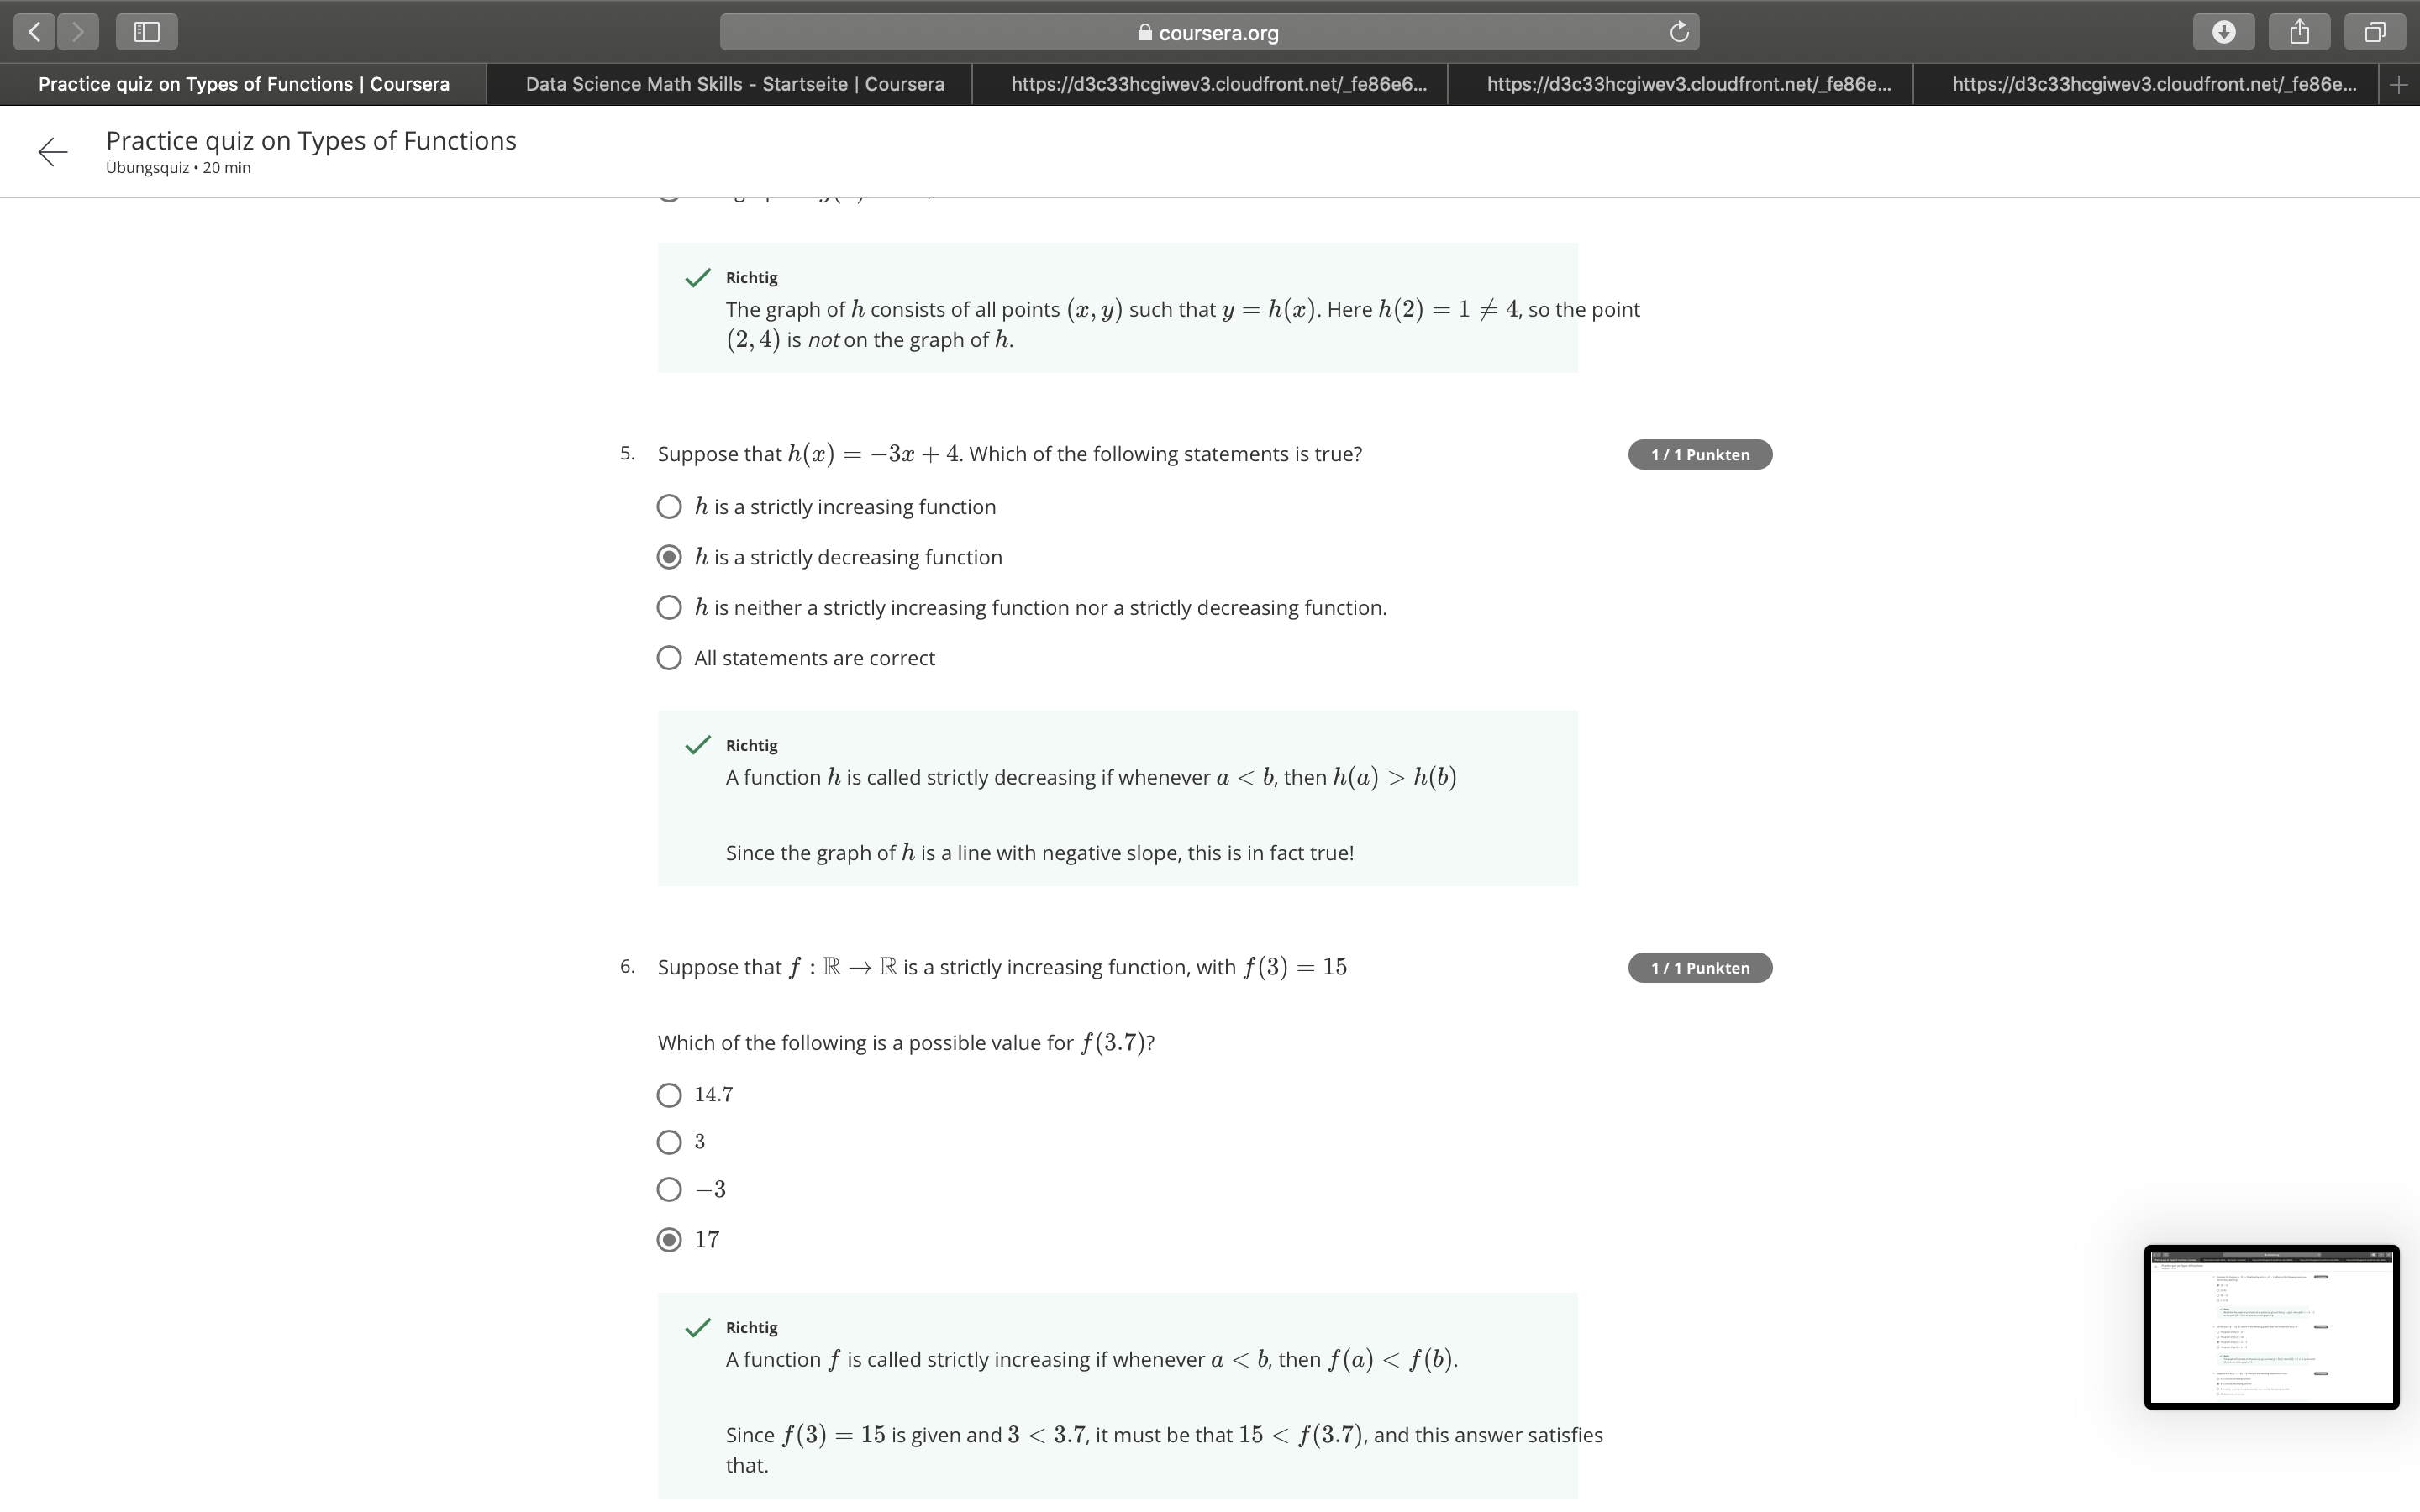 coursera.org
Practice quiz on Types of Functions | Coursera
Data Science Math Skills - Startseite | Coursera
https://d3c33hcgiwev3.cloudfront.net/_fe86e6...
https://d3c33hcgiwev3.cloudfront.net/_fe86e...
https://d3c33hcgiwev3.cloudfront.net/_fe86e...
Practice quiz on Types of Functions
Übungsquiz • 20 min
Richtig
The graph of h consists of all points (x, y) such that y = h(x). Here h(2) = 1 ≠ 4, so the point
(2, 4) is not on the graph of h.
5. Suppose that h(x) = −3x + 4. Which of the following statements is true?
1 / 1 Punkten
h is a strictly increasing function
h is a strictly decreasing function
h is neither a strictly increasing function nor a strictly decreasing function.
All statements are correct
Richtig
A function h is called strictly decreasing if whenever a < b, then h(a) > h(b)
Since the graph of h is a line with negative slope, this is in fact true!
6. Suppose that f : ℝ → ℝ is a strictly increasing function, with f(3) = 15
1 / 1 Punkten
Which of the following is a possible value for f(3.7)?
14.7
3
−3
17
Richtig
A function f is called strictly increasing if whenever a < b, then f(a) < f(b).
Since f(3) = 15 is given and 3 < 3.7, it must be that 15 < f(3.7), and this answer satisfies
that.